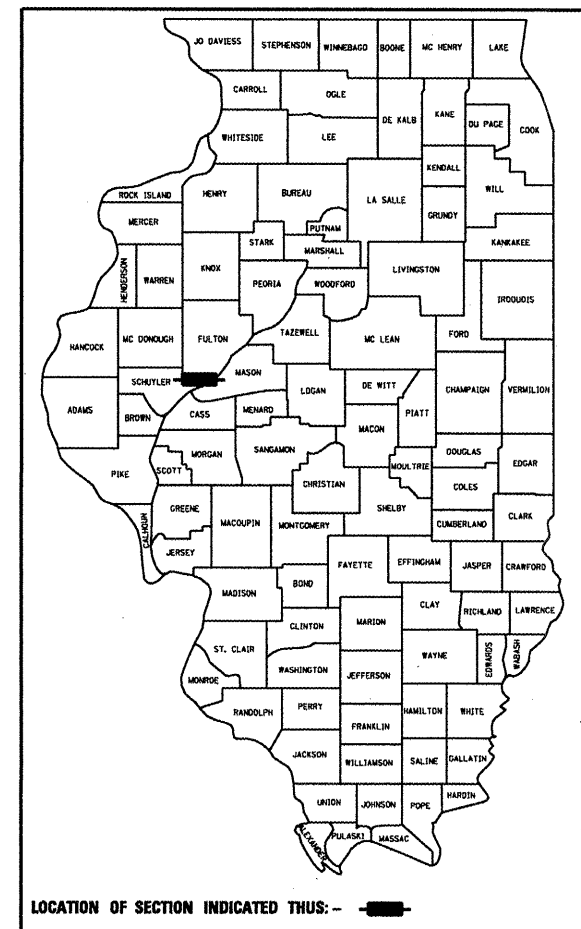 JO DAVIESS
STEPHENSON
WINNEBAGO
BOONE
MC HENRY
LAKE
CARROLL
OGLE
DE KALB
KANE
DU PAGE
COOK
WHITESIDE
LEE
KENDALL
WILL
ROCK ISLAND
HENRY
BUREAU
LA SALLE
GRUNDY
MERCER
PUTNAM
STARK
MARSHALL
KANKAKEE
HENDERSON
WARREN
KNOX
PEORIA
WOODFORD
LIVINGSTON
IROQUOIS
HANCOCK
MC DONOUGH
FULTON
TAZEWELL
MC LEAN
FORD
SCHUYLER
MASON
LOGAN
DE WITT
CHAMPAIGN
VERMILION
ADAMS
BROWN
CASS
MENARD
PIATT
MACON
PIKE
SCOTT
MORGAN
SANGAMON
MOULTRIE
DOUGLAS
EDGAR
CHRISTIAN
COLES
CALHOUN
GREENE
MACOUPIN
MONTGOMERY
SHELBY
CUMBERLAND
CLARK
JERSEY
FAYETTE
EFFINGHAM
JASPER
CRAWFORD
MADISON
BOND
CLAY
RICHLAND
LAWRENCE
CLINTON
MARION
ST. CLAIR
WAYNE
EDWARDS
WABASH
WASHINGTON
JEFFERSON
MONROE
RANDOLPH
PERRY
HAMILTON
WHITE
FRANKLIN
JACKSON
WILLIAMSON
SALINE
GALLATIN
UNION
JOHNSON
POPE
HARDIN
ALEXANDER
PULASKI
MASSAC
LOCATION OF SECTION INDICATED THUS: -